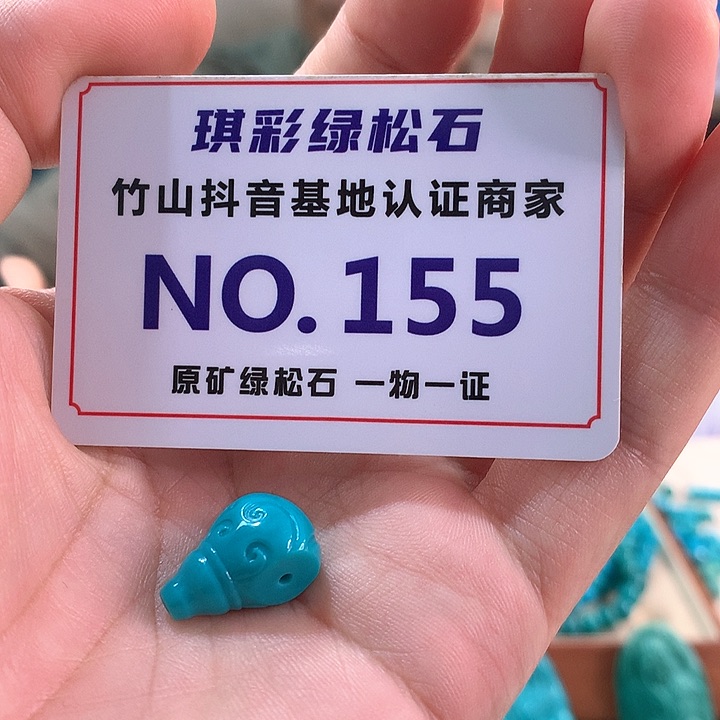 琪彩绿松石
竹山抖音基地认证商家
NO.155
原矿绿松石 一物一证